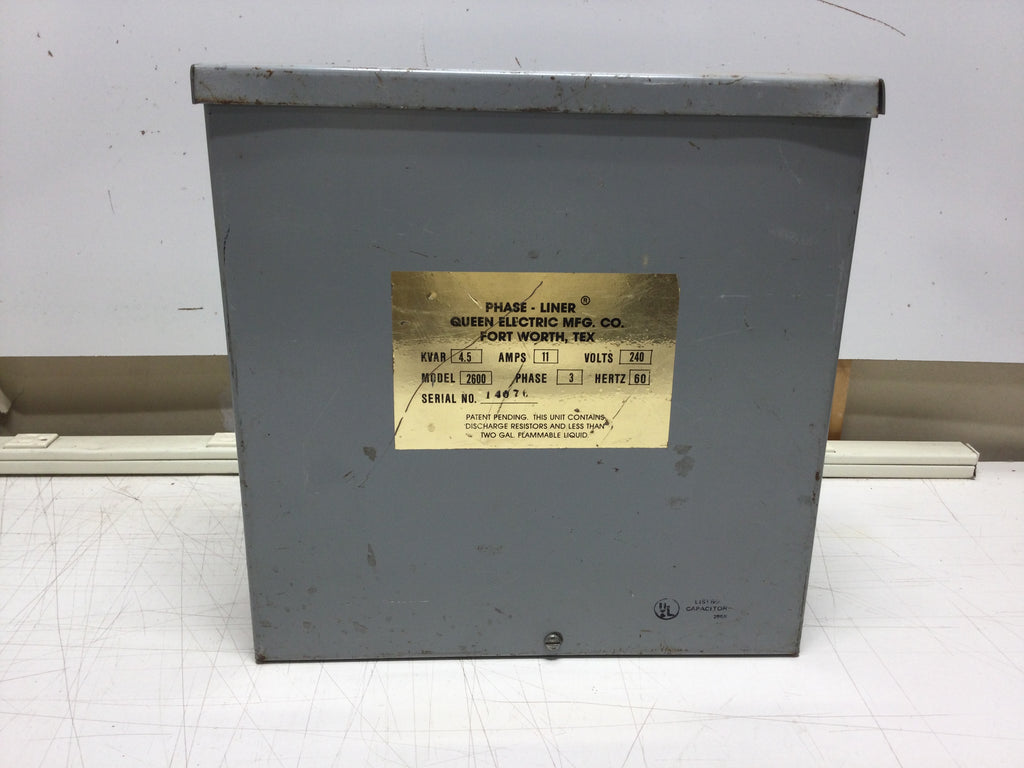 PHASE - LINER ®
QUEEN ELECTRIC MFG. CO.
FORT WORTH, TEX
KVAR 4.5 AMPS 11 VOLTS 240
MODEL 2600 PHASE 3 HERTZ 60
SERIAL NO.
PATENT PENDING. THIS UNIT CONTAINS
DISCHARGE RESISTORS AND LESS THAN
TWO GAL. FLAMMABLE LIQUID
UL
CAPACITOR